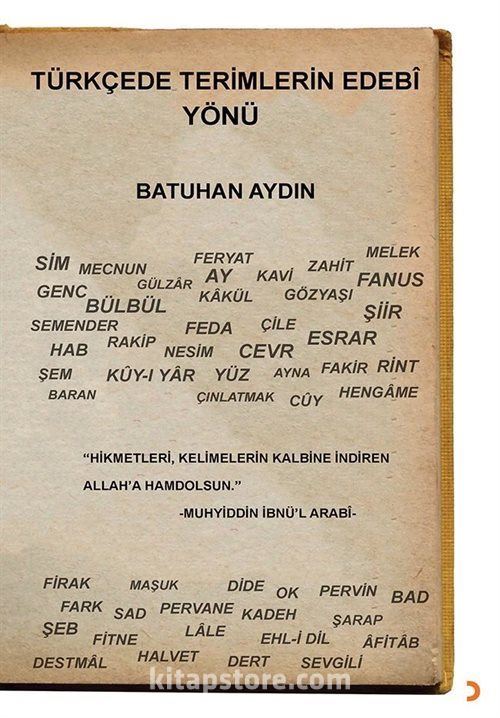 TÜRKÇEDE TERİMLERİN EDEBÎ
YÖNÜ
BATUHAN AYDIN
SİM MECNUN FERYAT AY KAVİ ZAHİT MELEK
GENC GÜLZÂR KÂKÜL GÖZYAŞI FANUS
BÜLBÜL ŞİİR
SEMENDER FEDA ÇİLE ESRAR
HAB RAKİP NESİM CEVR
ŞEM KÛY-I YÂR YÜZ AYNA FAKİR RİNT
BARAN ÇINLATMAK CÛY HENGÂME
“HİKMETLERİ, KELİMELERİN KALBİNE İNDİREN
ALLAH’A HAMDOLSUN.”
-MUHYİDDİN İBNÜ’L ARABÎ-
FİRAK MAŞUK DİDE OK PERVİN BAD
FARK SAD PERVANE KADEH ŞARAP
ŞEB FİTNE LÂLE EHL-İ DİL ÂFİTÂB
DESTMÂL HALVET DERT SEVGİLİ
kitapstore.com